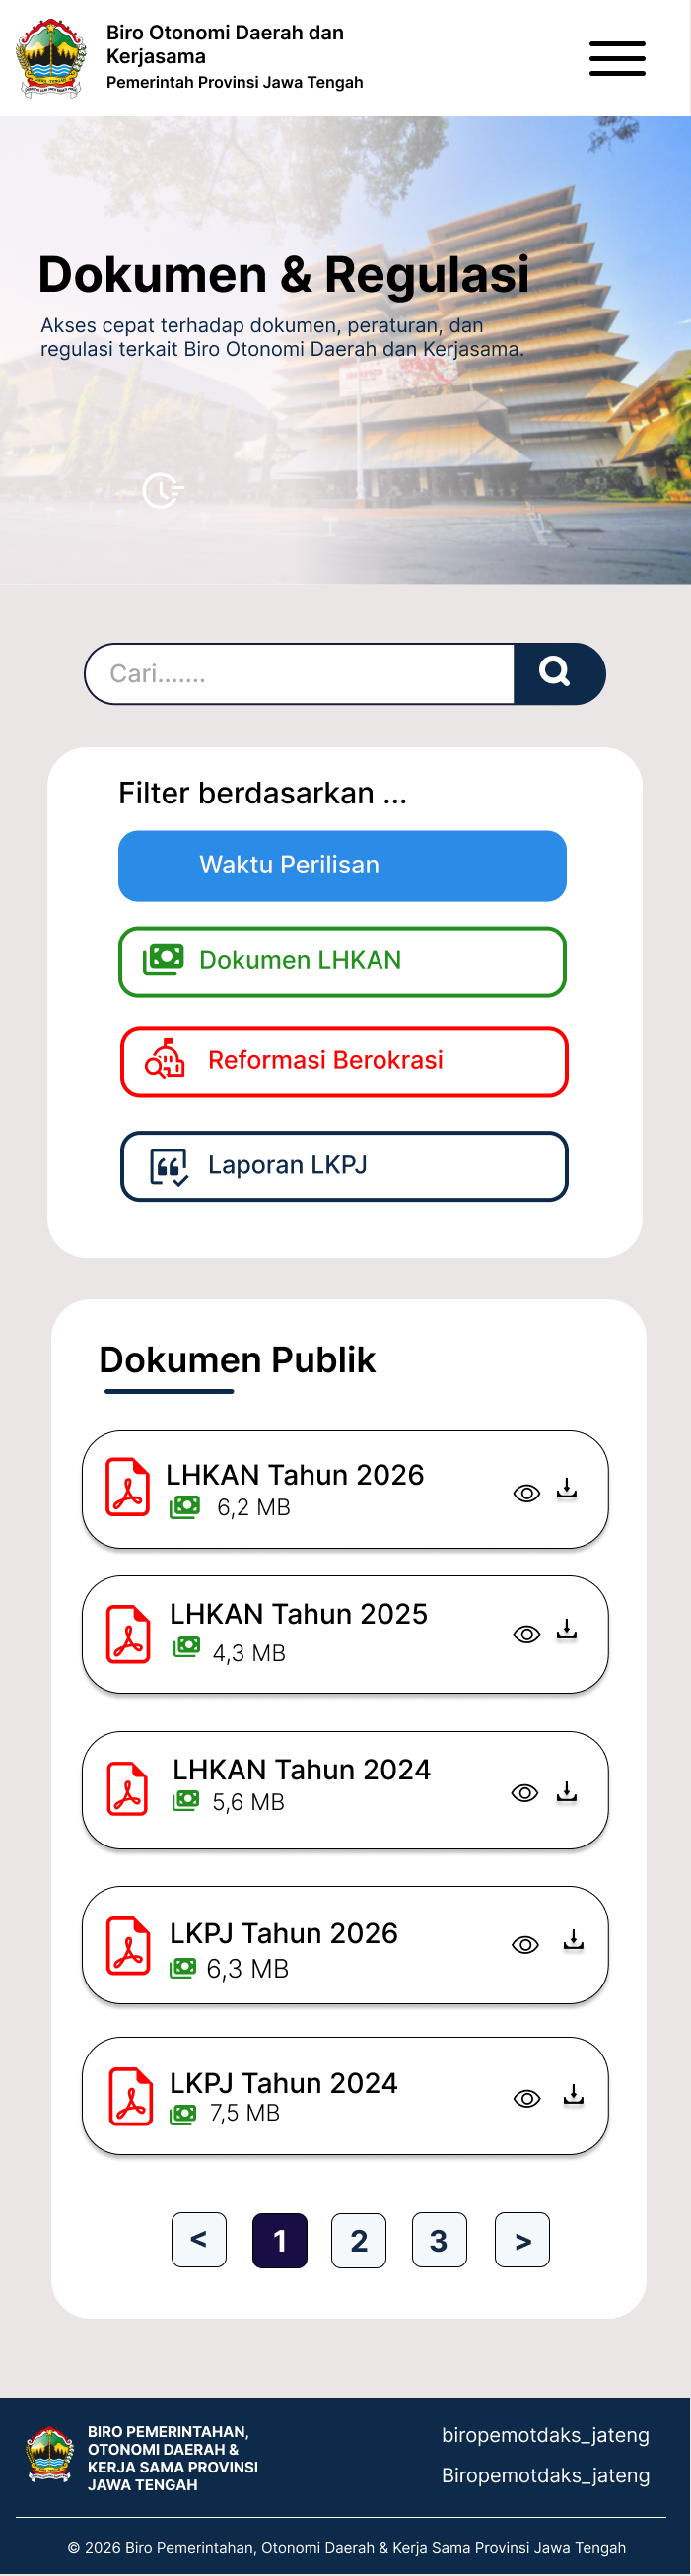 Biro Otonomi Daerah dan
Kerjasama
Pemerintah Provinsi Jawa Tengah
Dokumen & Regulasi
Akses cepat terhadap dokumen, peraturan, dan
regulasi terkait Biro Otonomi Daerah dan Kerjasama.
Cari.......
Filter berdasarkan ...
Waktu Perilisan
Dokumen LHKAN
Reformasi Berokrasi
Laporan LKPJ
Dokumen Publik
LHKAN Tahun 2026
6,2 MB
LHKAN Tahun 2025
4,3 MB
LHKAN Tahun 2024
5,6 MB
LKPJ Tahun 2026
6,3 MB
LKPJ Tahun 2024
7,5 MB
< 1 2 3 >
BIRO PEMERINTAHAN,
OTONOMI DAERAH &
KERJA SAMA PROVINSI
JAWA TENGAH
biropemotdaks_jateng
Biropemotdaks_jateng
© 2026 Biro Pemerintahan, Otonomi Daerah & Kerja Sama Provinsi Jawa Tengah